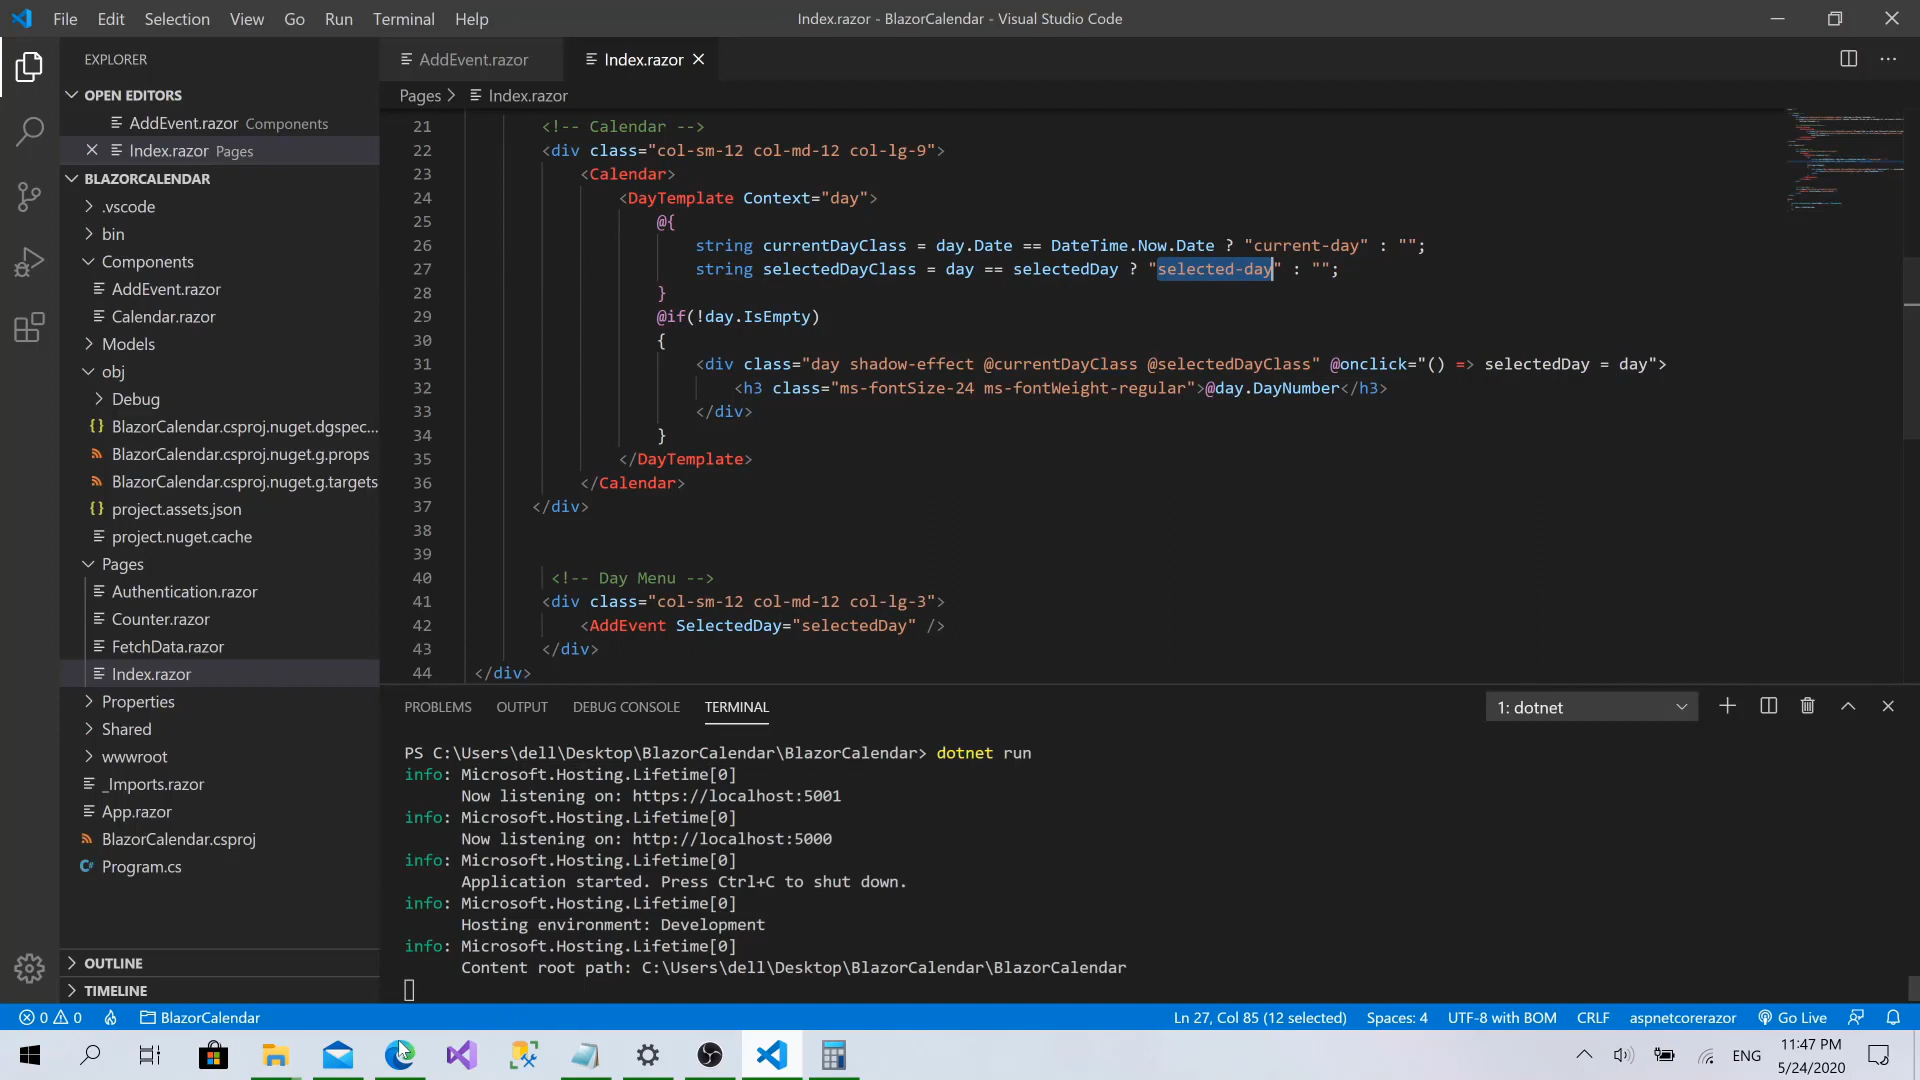 File Edit Selection View Go Run Terminal Help
Index.razor - BlazorCalendar - Visual Studio Code
EXPLORER
OPEN EDITORS
AddEvent.razor Components
Index.razor Pages
BLAZORCALENDAR
.vscode
bin
Components
AddEvent.razor
Calendar.razor
Models
obj
Debug
BlazorCalendar.csproj.nuget.dgspec...
BlazorCalendar.csproj.nuget.g.props
BlazorCalendar.csproj.nuget.g.targets
project.assets.json
project.nuget.cache
Pages
Authentication.razor
Counter.razor
FetchData.razor
Index.razor
Properties
Shared
wwwroot
_Imports.razor
App.razor
BlazorCalendar.csproj
Program.cs
OUTLINE
TIMELINE
AddEvent.razor
Index.razor
Pages > Index.razor
21 <!-- Calendar -->
22 <div class="col-sm-12 col-md-12 col-lg-9">
23 <Calendar>
24 <DayTemplate Context="day">
25 @{
26 string currentDayClass = day.Date == DateTime.Now.Date ? "current-day" : "";
27 string selectedDayClass = day == selectedDay ? "selected-day" : "";
28 }
29 @if(!day.IsEmpty)
30 {
31 <div class="day shadow-effect @currentDayClass @selectedDayClass" @onclick="() => selectedDay = day">
32 <h3 class="ms-fontSize-24 ms-fontWeight-regular">@day.DayNumber</h3>
33 </div>
34 }
35 </DayTemplate>
36 </Calendar>
37 </div>
38
39
40 <!-- Day Menu -->
41 <div class="col-sm-12 col-md-12 col-lg-3">
42 <AddEvent SelectedDay="selectedDay" />
43 </div>
44 </div>
PROBLEMS OUTPUT DEBUG CONSOLE TERMINAL
1: dotnet
PS C:\Users\dell\Desktop\BlazorCalendar\BlazorCalendar> dotnet run
info: Microsoft.Hosting.Lifetime[0]
Now listening on: https://localhost:5001
info: Microsoft.Hosting.Lifetime[0]
Now listening on: http://localhost:5000
info: Microsoft.Hosting.Lifetime[0]
Application started. Press Ctrl+C to shut down.
info: Microsoft.Hosting.Lifetime[0]
Hosting environment: Development
info: Microsoft.Hosting.Lifetime[0]
Content root path: C:\Users\dell\Desktop\BlazorCalendar\BlazorCalendar
0 0 BlazorCalendar
Ln 27, Col 85 (12 selected) Spaces: 4 UTF-8 with BOM CRLF aspnetcorerazor Go Live
ENG
11:47 PM
5/24/2020